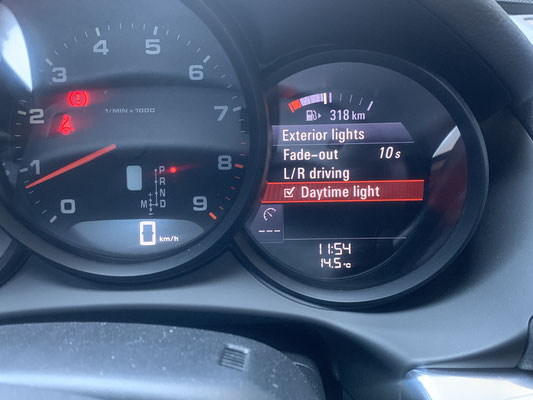 4
5
6
3
7
2
1/MIN x 1000
1
8
0
9
P
R
N
M + - D
0 km/h
318 km
Exterior lights
Fade-out 10 s
L/R driving
Daytime light
---
11:54
14.5 °C